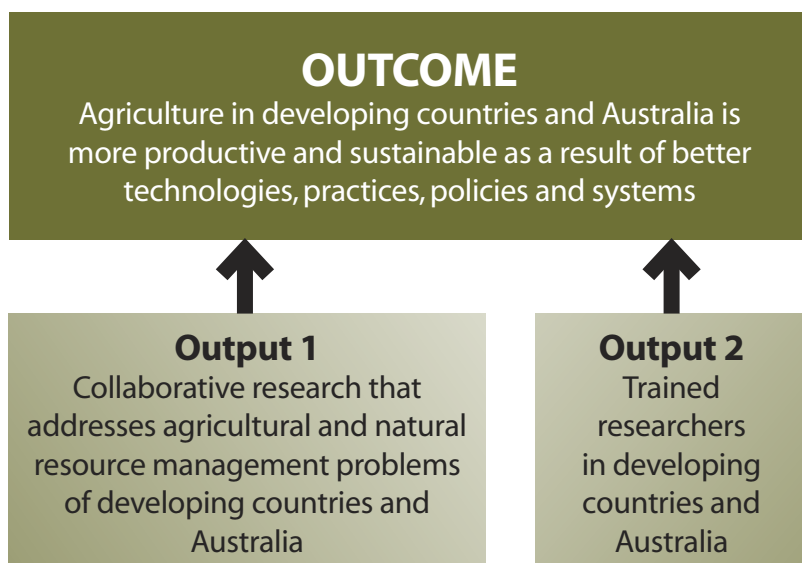 OUTCOME
Agriculture in developing countries and Australia is
more productive and sustainable as a result of better
technologies, practices, policies and systems
Output 1
Collaborative research that
addresses agricultural and natural
resource management problems
of developing countries and
Australia
Output 2
Trained
researchers
in developing
countries and
Australia